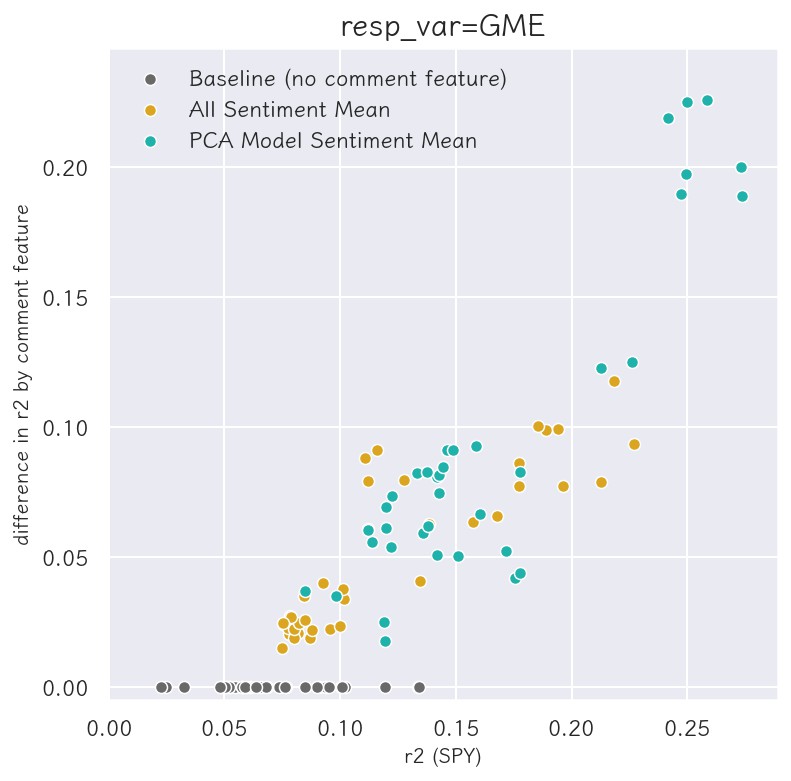 resp_var=GME
Baseline (no comment feature)
All Sentiment Mean
PCA Model Sentiment Mean
difference in r2 by comment feature
0.20
0.15
0.10
0.05
0.00
0.00 0.05 0.10 0.15 0.20 0.25
r2 (SPY)